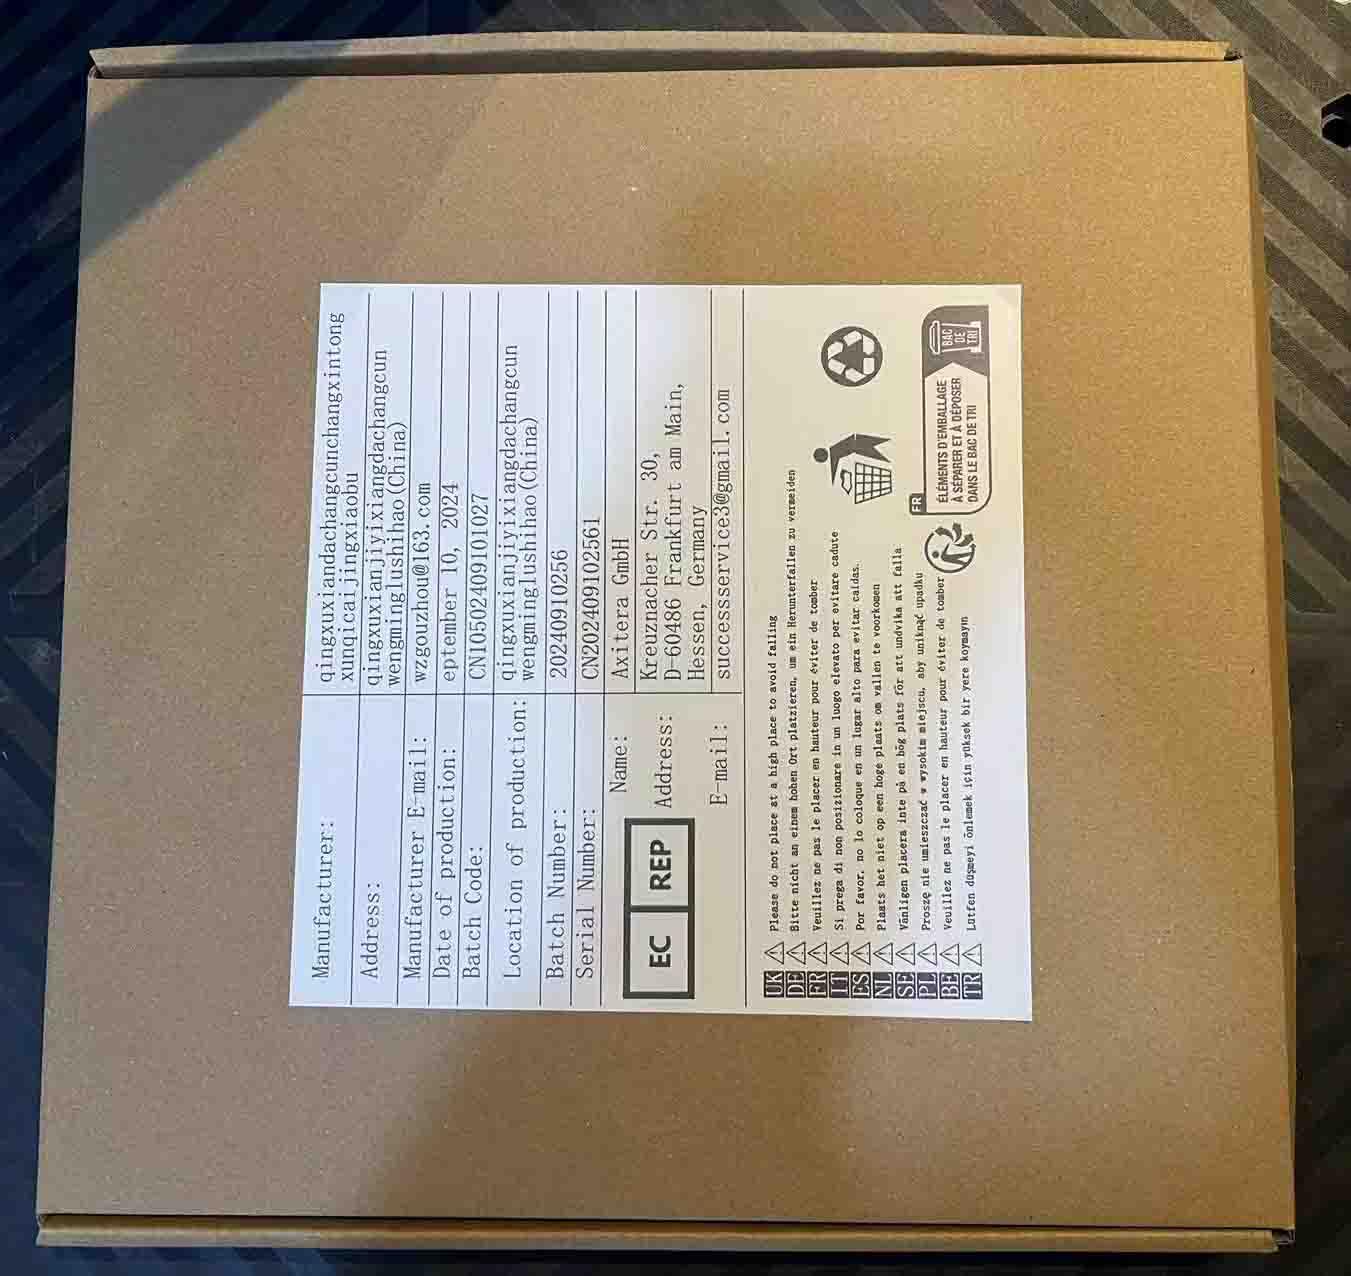 Manufacturer:
qingxuxiandachangcunchangxintong
xunqicaijingxiaobu
Address:
qingxuxianjiyixiangdachangcun
wengminglushihao(China)
Manufacturer E-mail:
wzgouzhou@163.com
Date of production:
eptember 10, 2024
Batch Code:
CN105024091 01027
Location of production:
qingxuxianjiyixiangdachangcun
wengminglushihao(China)
Batch Number:
20240910256
Serial Number:
CN202409102561
EC REP
Name:
Axitera GmbH
Address:
Kreuznacher Str. 30,
D-60486 Frankfurt am Main,
Hessen, Germany
E-mail:
successservice3@gmail.com
UK Please do not place at a high place to avoid falling
DE Bitte nicht an einem hohen Ort platzieren, um ein Herunterfallen zu vermeiden
FR Veuillez ne pas le placer en hauteur pour éviter de tomber
IT Si prega di non posizionare in un luogo elevato per evitare cadute
ES Por favor, no lo coloque en un lugar alto para evitar caídas.
NL Plaats het niet op een hoge plaats om vallen te voorkomen
SE Vänligen placera inte på en hög plats för att undvika att falla
PL Proszę nie umieszczać w wysokim miejscu, aby uniknąć upadku
BE Veuillez ne pas le placer en hauteur pour éviter de tomber
TR Lütfen düşmeyi önlemek için yüksek bir yere koymayın
FR
ÉLÉMENTS D'EMBALLAGE
À SÉPARER ET À DÉPOSER
DANS LE BAC DE TRI
BAC
DE
TRI